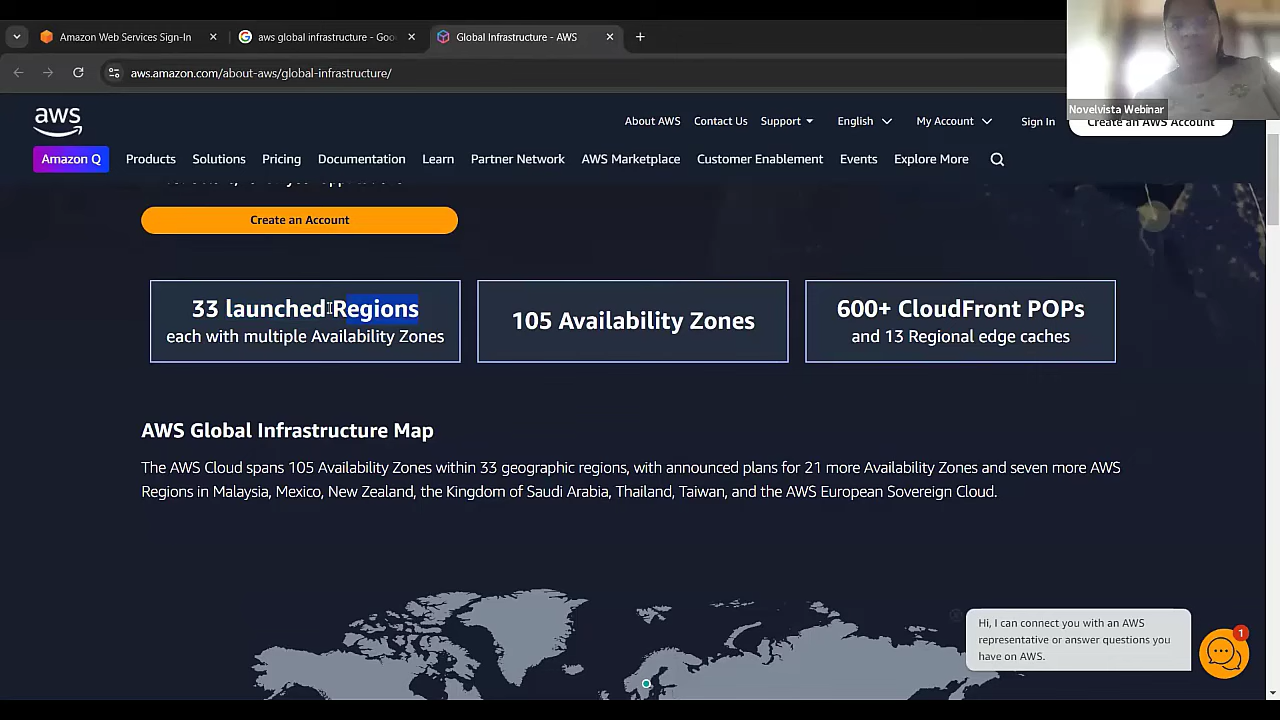 Amazon Web Services Sign-In
aws global infrastructure - Goo
Global Infrastructure - AWS
aws.amazon.com/about-aws/global-infrastructure/
Novelvista Webinar
aws
About AWS
Contact Us
Support
English
My Account
Sign In
Create an AWS Account
Amazon Q
Products
Solutions
Pricing
Documentation
Learn
Partner Network
AWS Marketplace
Customer Enablement
Events
Explore More
Create an Account
33 launched Regions
each with multiple Availability Zones
105 Availability Zones
600+ CloudFront POPs
and 13 Regional edge caches
AWS Global Infrastructure Map
The AWS Cloud spans 105 Availability Zones within 33 geographic regions, with announced plans for 21 more Availability Zones and seven more AWS
Regions in Malaysia, Mexico, New Zealand, the Kingdom of Saudi Arabia, Thailand, Taiwan, and the AWS European Sovereign Cloud.
Hi, I can connect you with an AWS
representative or answer questions you
have on AWS.
1